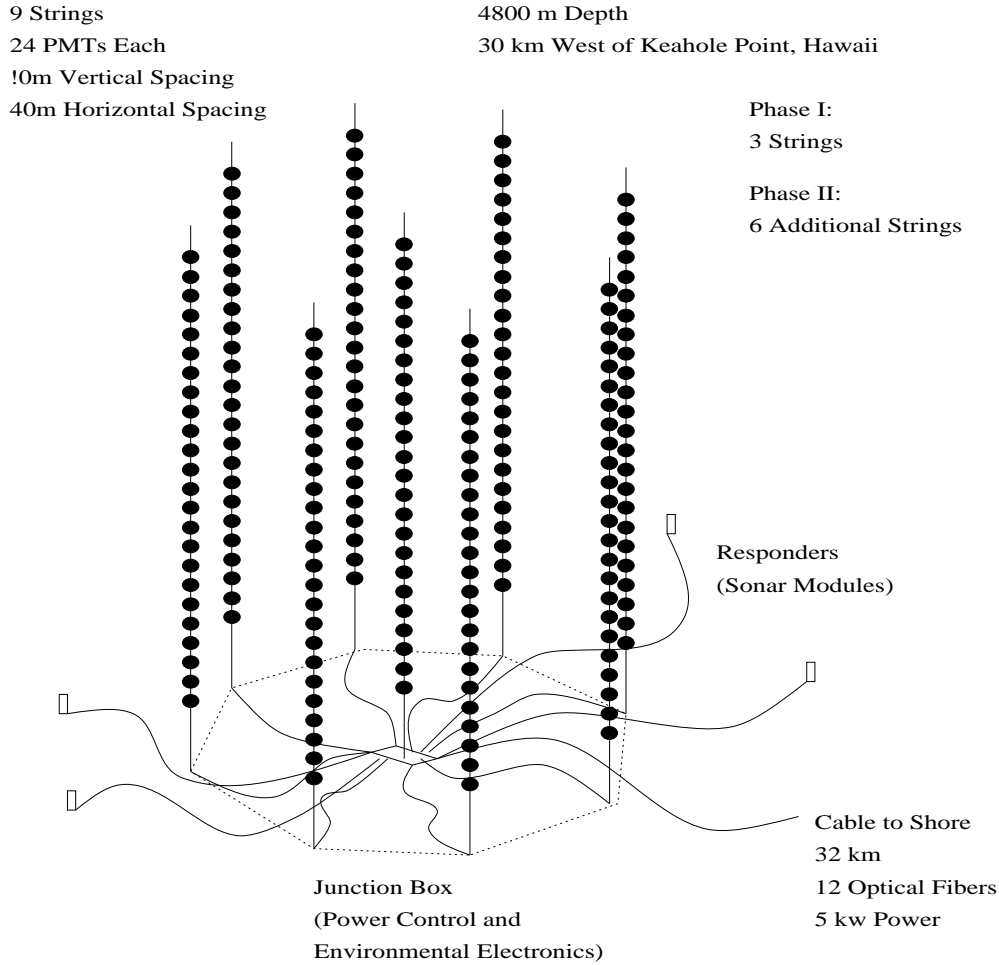 9 Strings
24 PMTs Each
!0m Vertical Spacing
40m Horizontal Spacing
4800 m Depth
30 km West of Keahole Point, Hawaii
Phase I:
3 Strings
Phase II:
6 Additional Strings
Responders
(Sonar Modules)
Cable to Shore
32 km
12 Optical Fibers
5 kw Power
Junction Box
(Power Control and
Environmental Electronics)